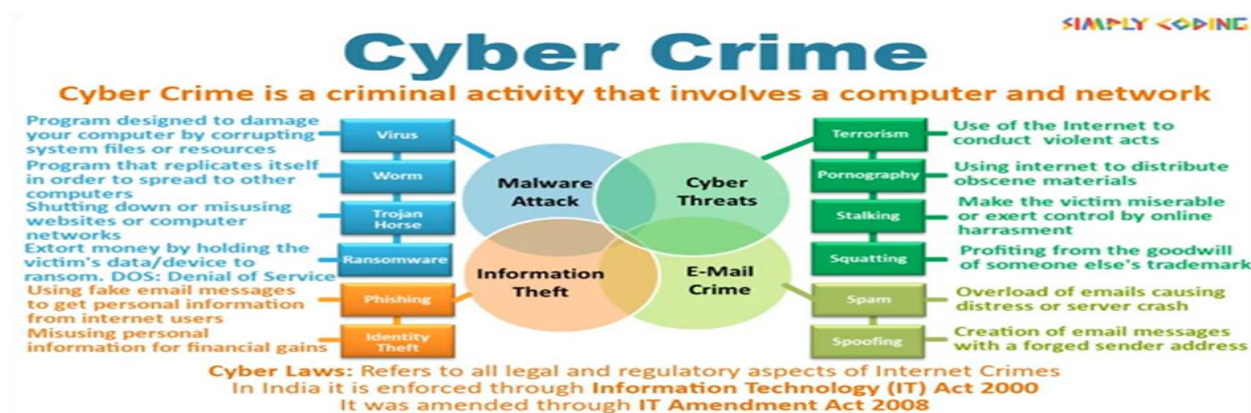 SIMPLY CODING
Cyber Crime
Cyber Crime is a criminal activity that involves a computer and network
Program designed to damage
your computer by corrupting
system files or resources
Virus
Program that replicates itself
in order to spread to other
computers
Worm
Shutting down or misusing
websites or computer
networks
Trojan
Horse
Extort money by holding the
victim's data/device to
ransom. DOS: Denial of Service
Ransomware
Using fake email messages
to get personal information
from internet users
Phishing
Misusing personal
information for financial gains
Identity
Theft
Malware
Attack
Cyber
Threats
Information
Theft
E-Mail
Crime
Terrorism
Use of the Internet to
conduct violent acts
Pornography
Using internet to distribute
obscene materials
Stalking
Make the victim miserable
or exert control by online
harrasment
Squatting
Profiting from the goodwill
of someone else's trademark
Spam
Overload of emails causing
distress or server crash
Spoofing
Creation of email messages
with a forged sender address
Cyber Laws: Refers to all legal and regulatory aspects of Internet Crimes
In India it is enforced through Information Technology (IT) Act 2000
It was amended through IT Amendment Act 2008